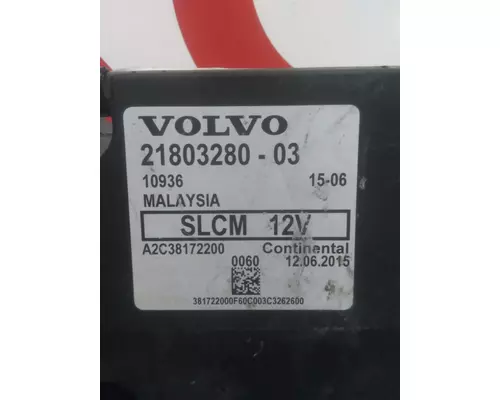 VOLVO
21803280 - 03
10936 15-06
MALAYSIA
SLCM 12V
A2C38172200 Continental
0060 12.06.2015
381722000F60C003C3262600